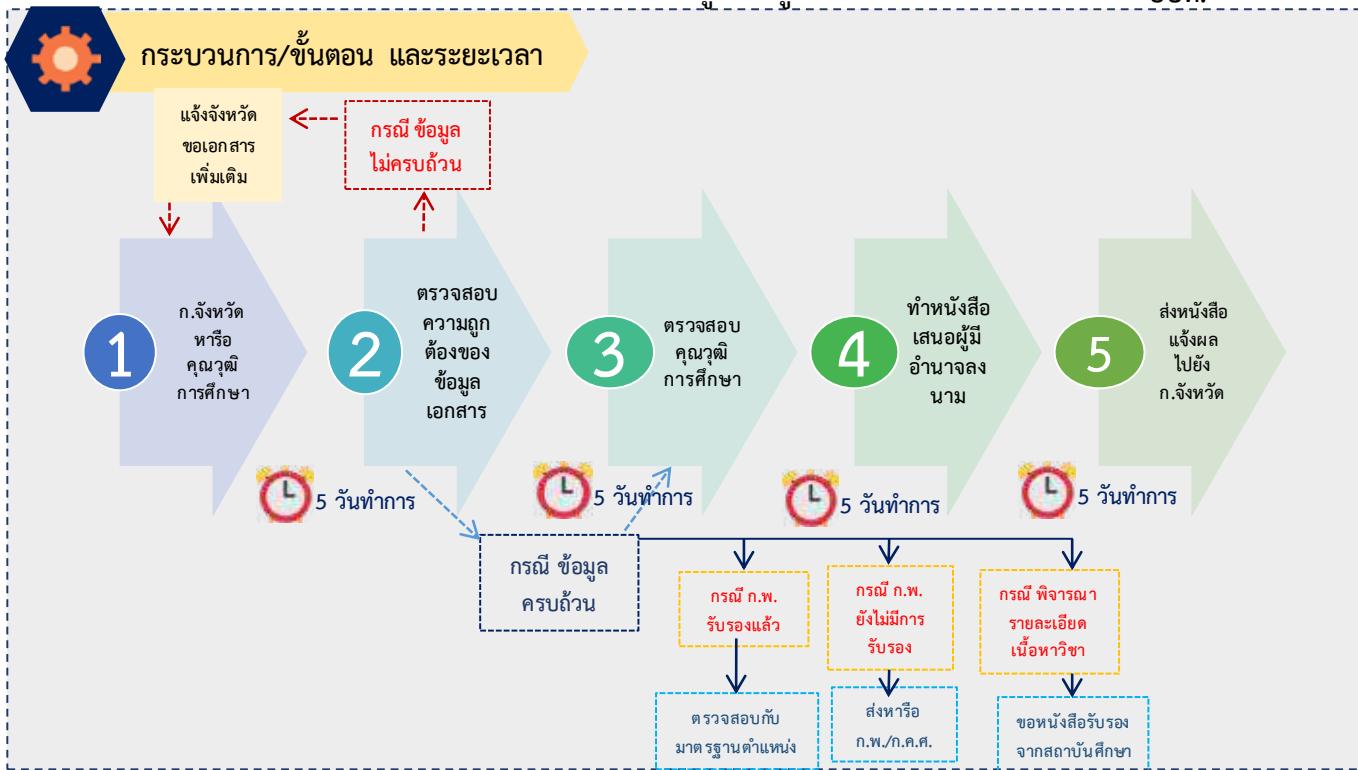 กระบวนการ/ขั้นตอน และระยะเวลา
แจ้งจังหวัด
ขอเอกสาร
เพิ่มเติม
กรณี ข้อมูล
ไม่ครบถ้วน
1
ก.จังหวัด
หารือ
คุณวุฒิ
การศึกษา
2
ตรวจสอบ
ความถูก
ต้องของ
ข้อมูล
เอกสาร
3
ตรวจสอบ
คุณวุฒิ
การศึกษา
4
ทำหนังสือ
เสนอผู้มี
อำนาจลง
นาม
5
ส่งหนังสือ
แจ้งผล
ไปยัง
ก.จังหวัด
5 วันทำการ
5 วันทำการ
5 วันทำการ
5 วันทำการ
กรณี ข้อมูล
ครบถ้วน
กรณี ก.พ.
รับรองแล้ว
กรณี ก.พ.
ยังไม่มีการ
รับรอง
กรณี พิจารณา
รายละเอียด
เนื้อหาวิชา
ตรวจสอบกับ
มาตรฐานตำแหน่ง
ส่งหารือ
ก.พ./ก.ค.ศ.
ขอหนังสือรับรอง
จากสถาบันศึกษา